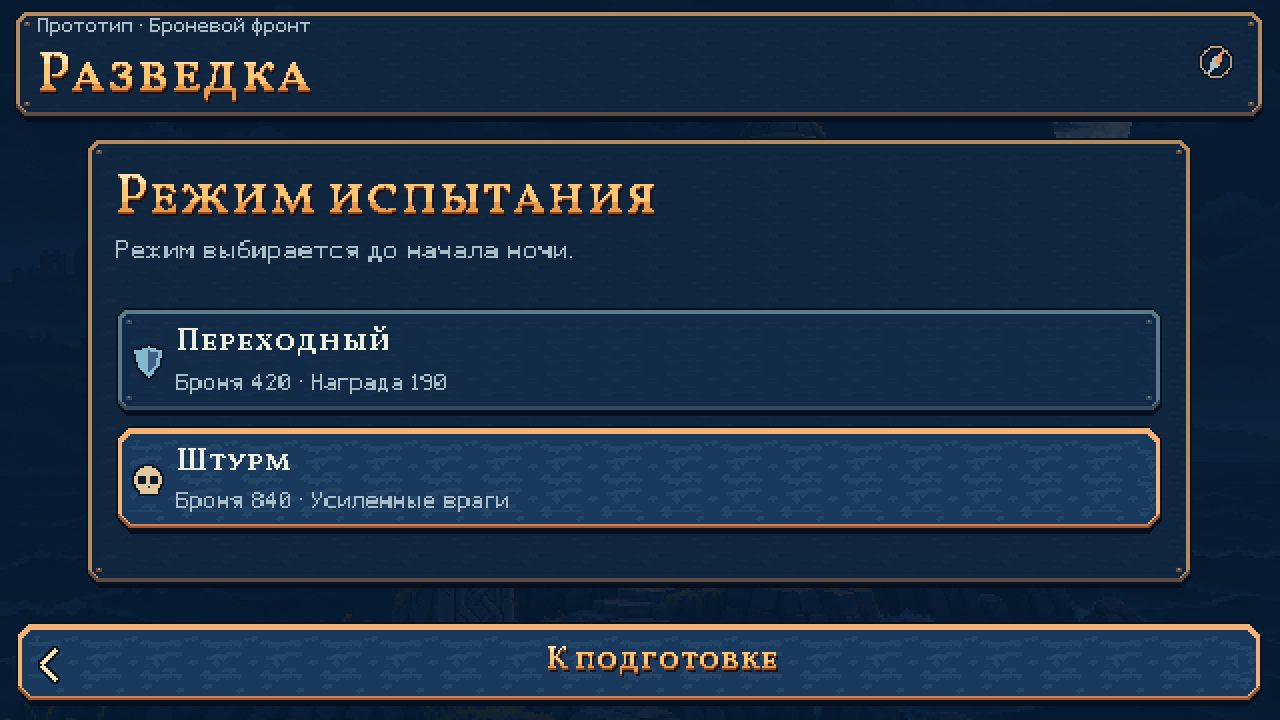 Прототип · Броневой фронт
Разведка
Режим испытания
Режим выбирается до начала ночи.
Переходный
Броня 420 · Награда 190
Штурм
Броня 840 · Усиленные враги
К подготовке